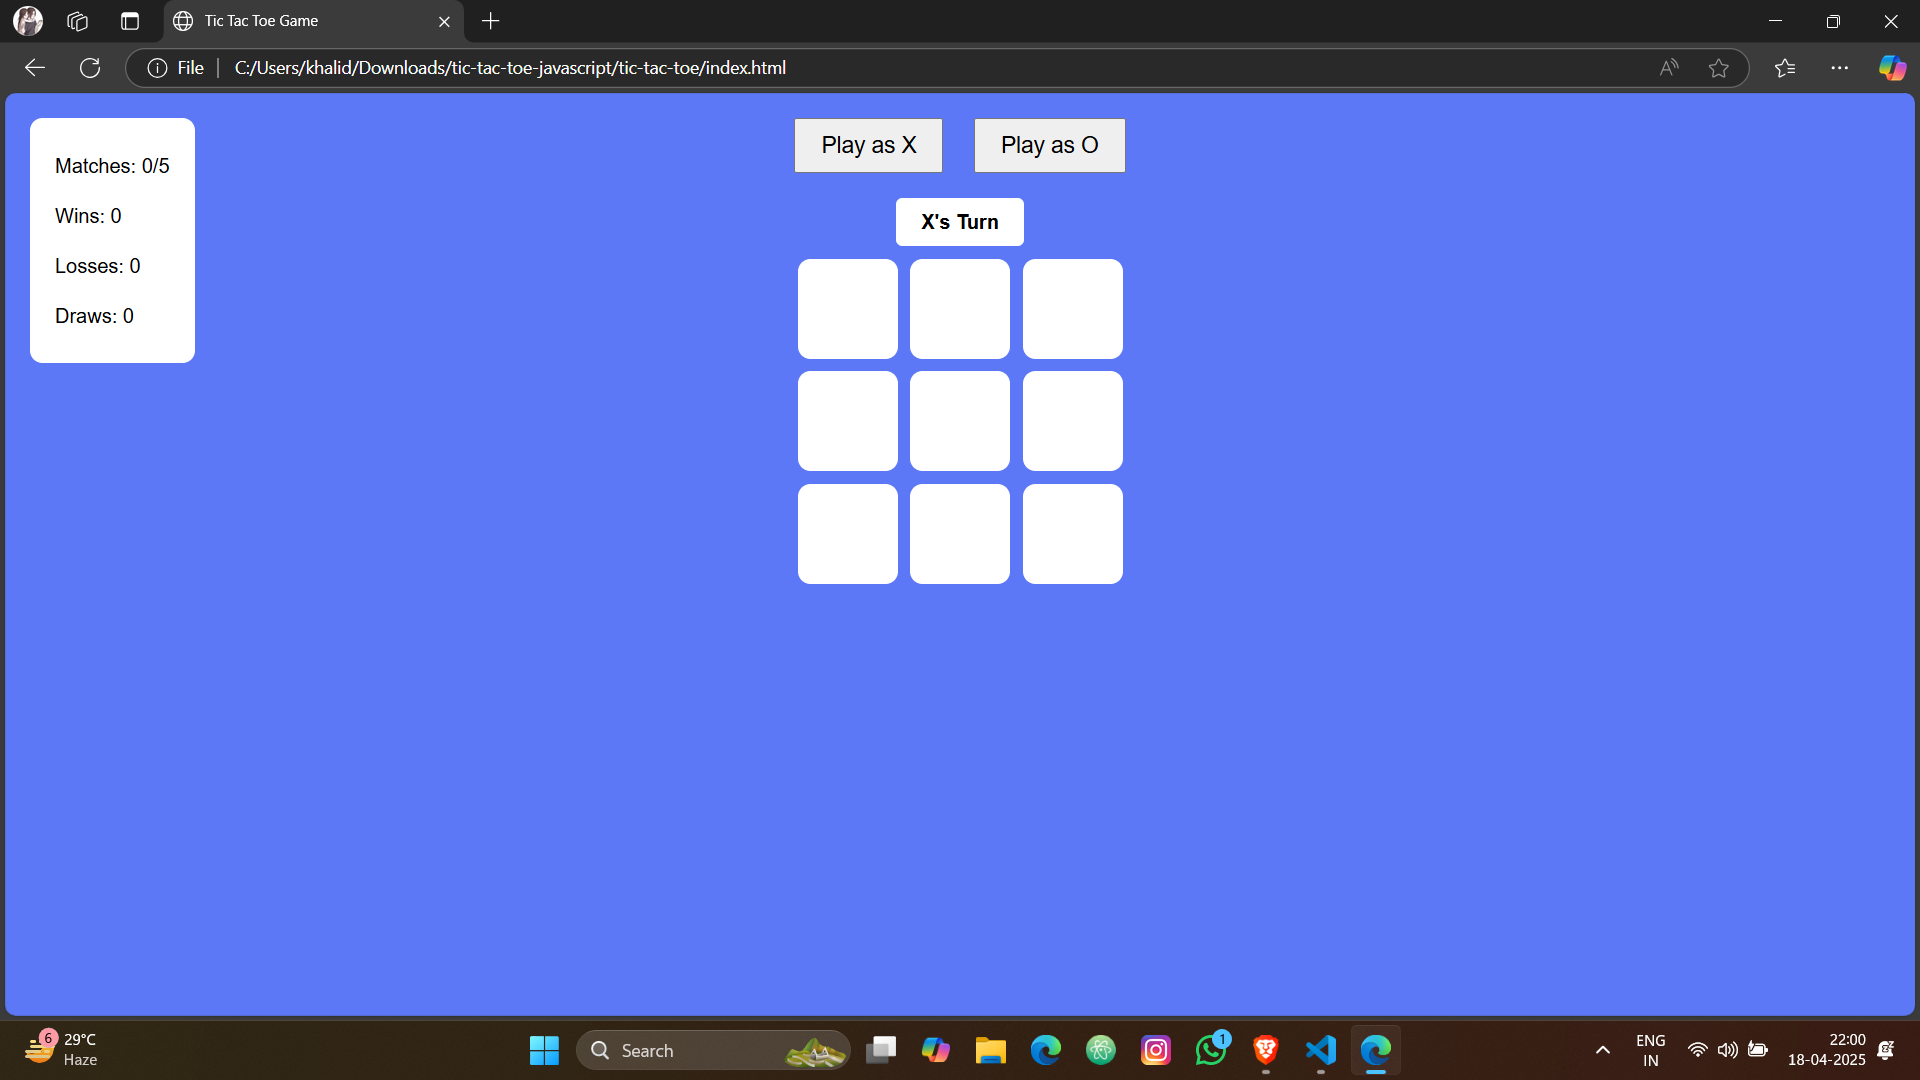 Tic Tac Toe Game
File
C:/Users/khalid/Downloads/tic-tac-toe-javascript/tic-tac-toe/index.html
Matches: 0/5
Wins: 0
Losses: 0
Draws: 0
Play as X
Play as O
X's Turn
6
29°C
Haze
Search
1
ENG
IN
22:00
18-04-2025